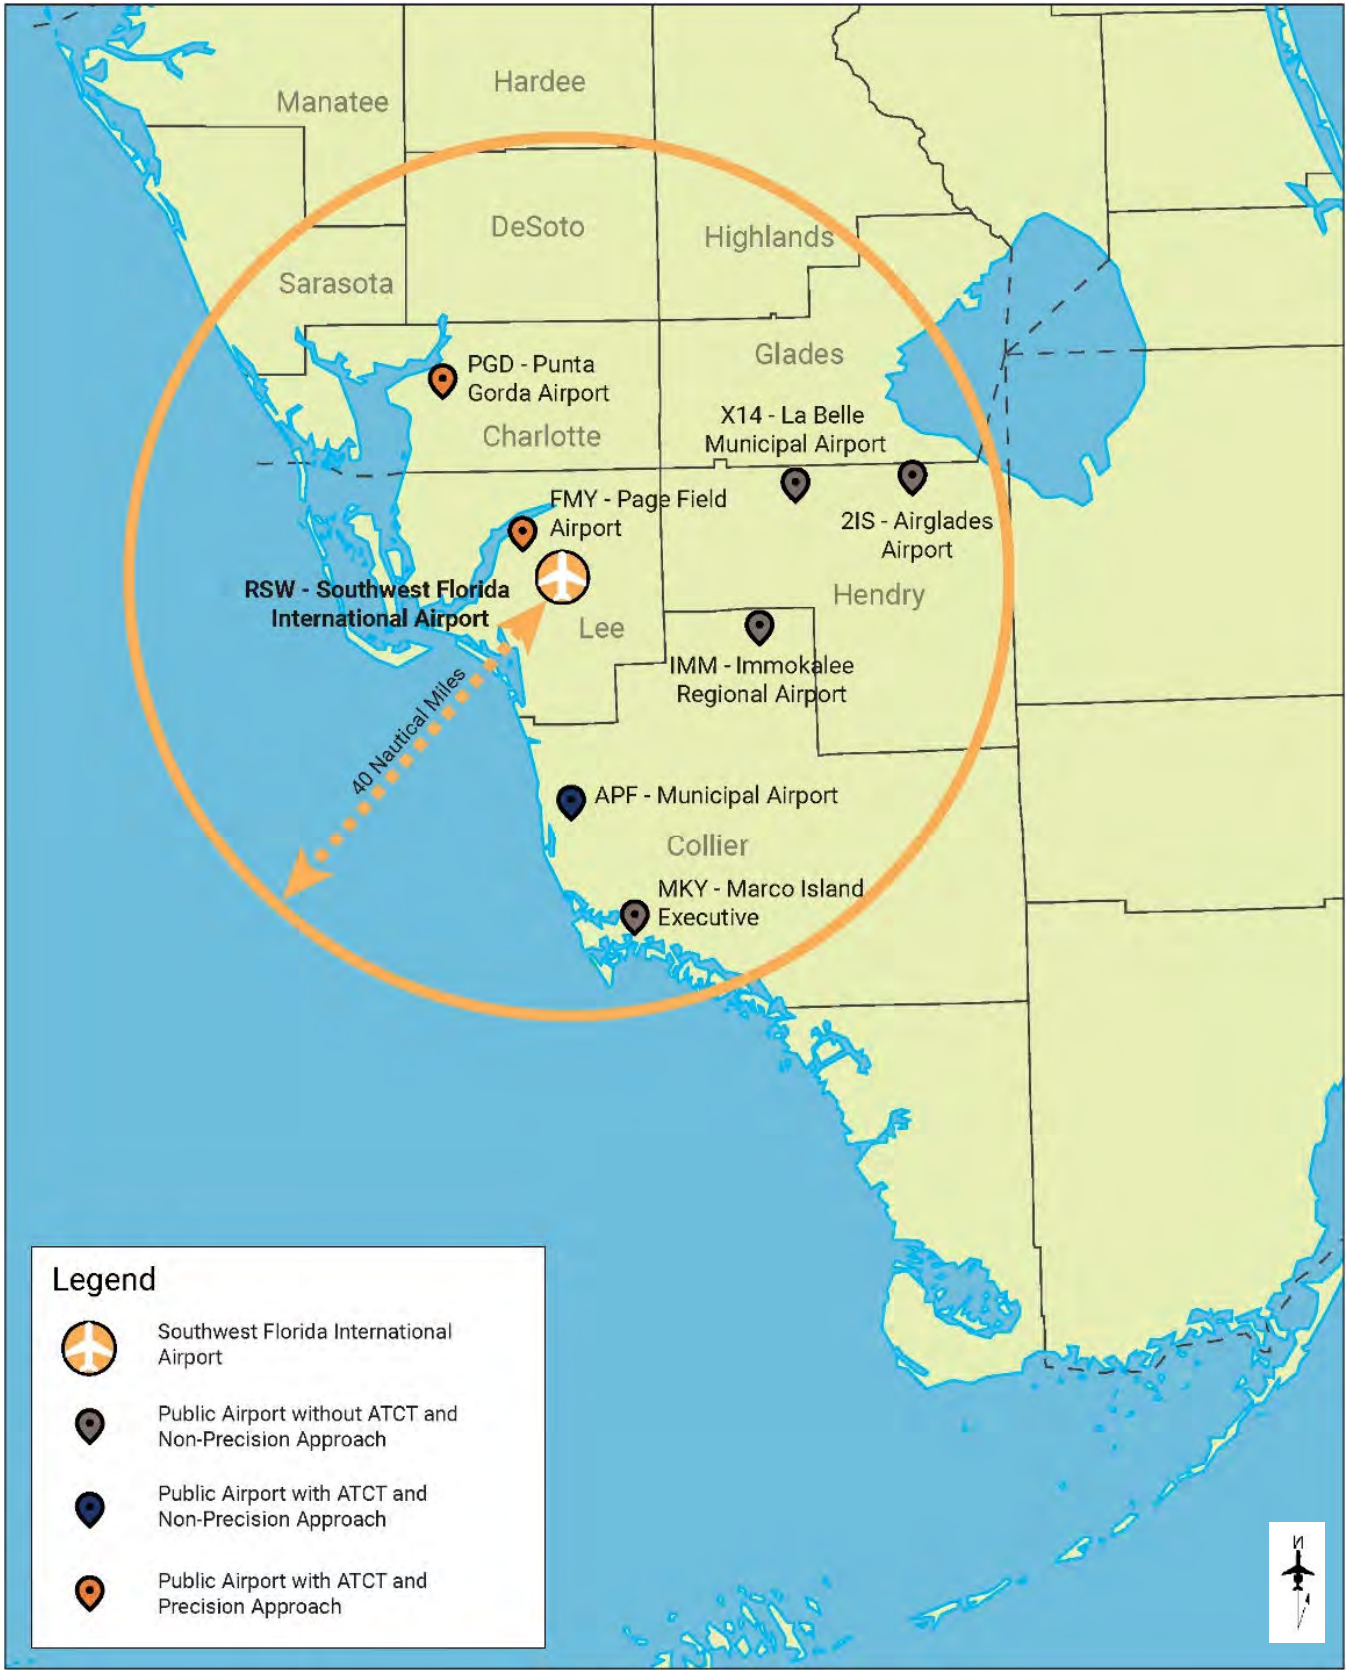 Hardee
Manatee
DeSoto
Highlands
Sarasota
Glades
PGD - Punta
Gorda Airport
X14 - La Belle
Municipal Airport
Charlotte
FMY - Page Field
Airport
2IS - Airglades
Airport
RSW - Southwest Florida
International Airport
Hendry
Lee
IMM - Immokalee
Regional Airport
40 Nautical Miles
APF - Municipal Airport
Collier
MKY - Marco Island
Executive
Legend
Southwest Florida International
Airport
Public Airport without ATCT and
Non-Precision Approach
Public Airport with ATCT and
Non-Precision Approach
Public Airport with ATCT and
Precision Approach
N